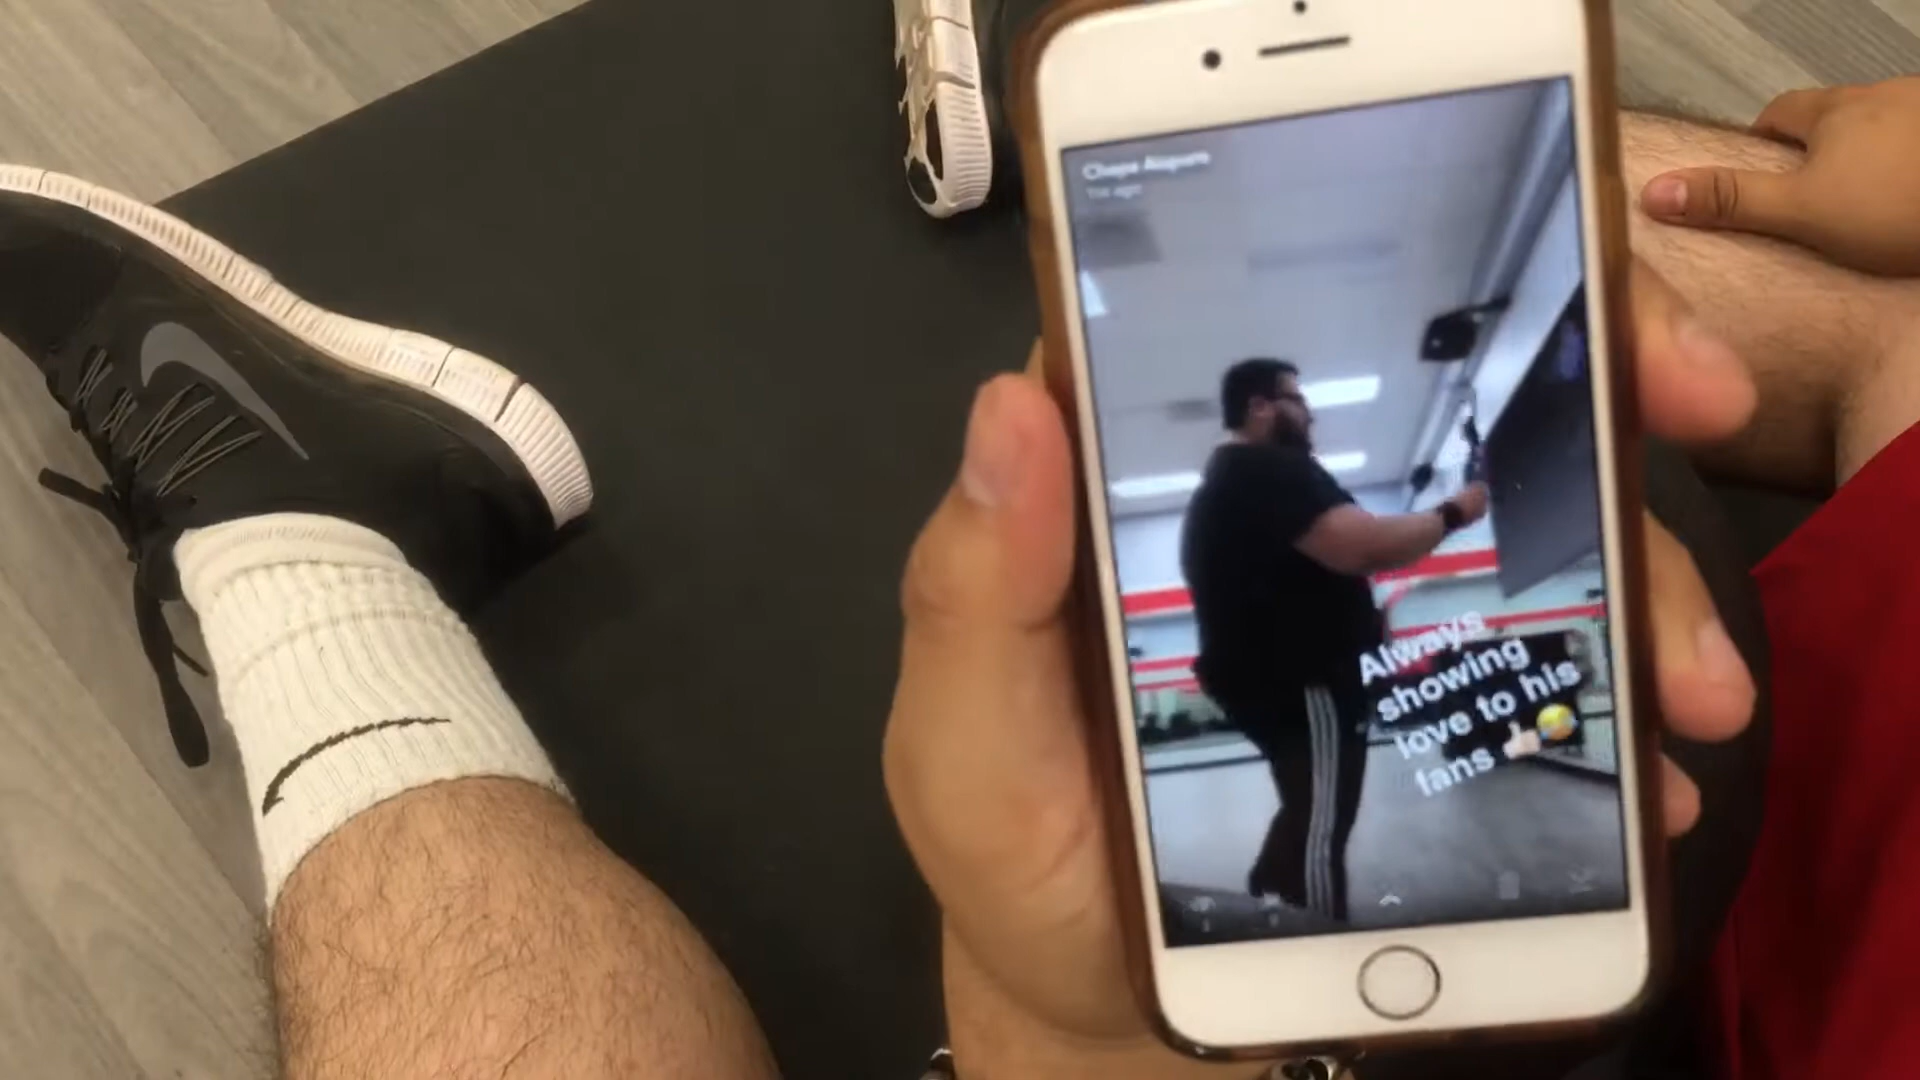 Always
showing
love to his
fans 👍🏻😂